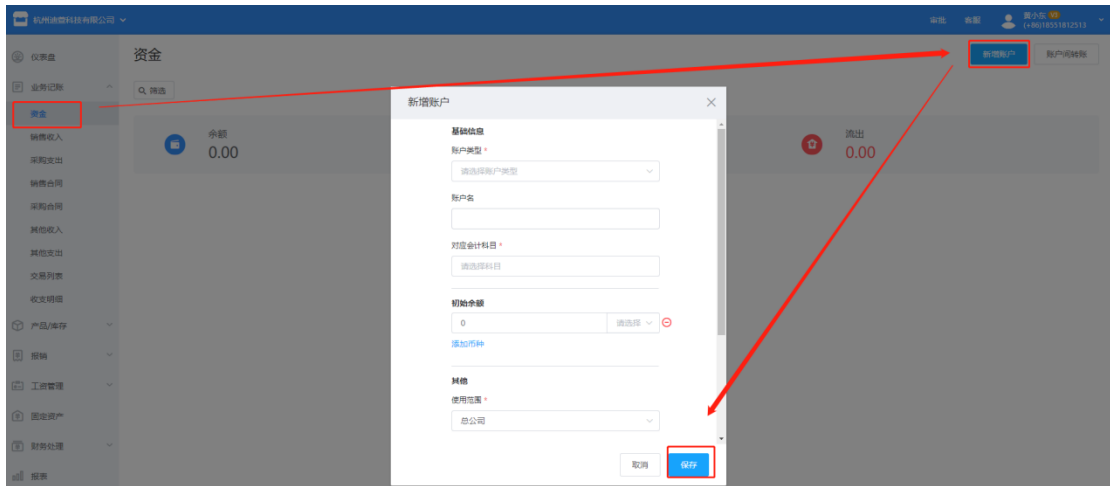 杭州迪盟科技有限公司
审批
客服
黄小东 V3
(+86)18551812513
仪表盘
业务记账
资金
销售收入
采购支出
销售合同
采购合同
其他收入
其他支出
交易列表
收支明细
产品/库存
报销
工资管理
固定资产
财务处理
报表
资金
新增账户
账户间转账
筛选
余额
0.00
流出
0.00
新增账户
基础信息
账户类型 *
请选择账户类型
账户名
对应会计科目 *
请选择科目
初始余额
0 请选择
添加币种
其他
使用范围 *
总公司
取消
保存